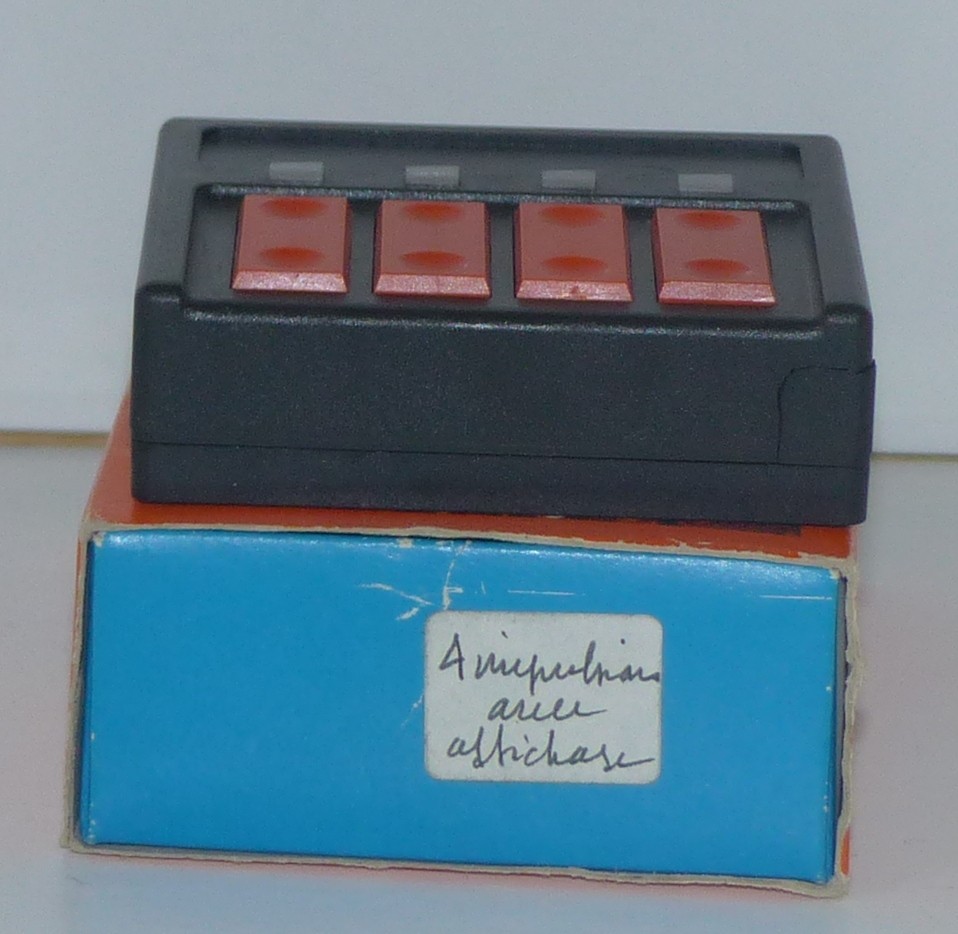 4 impulsions
avec
affichage